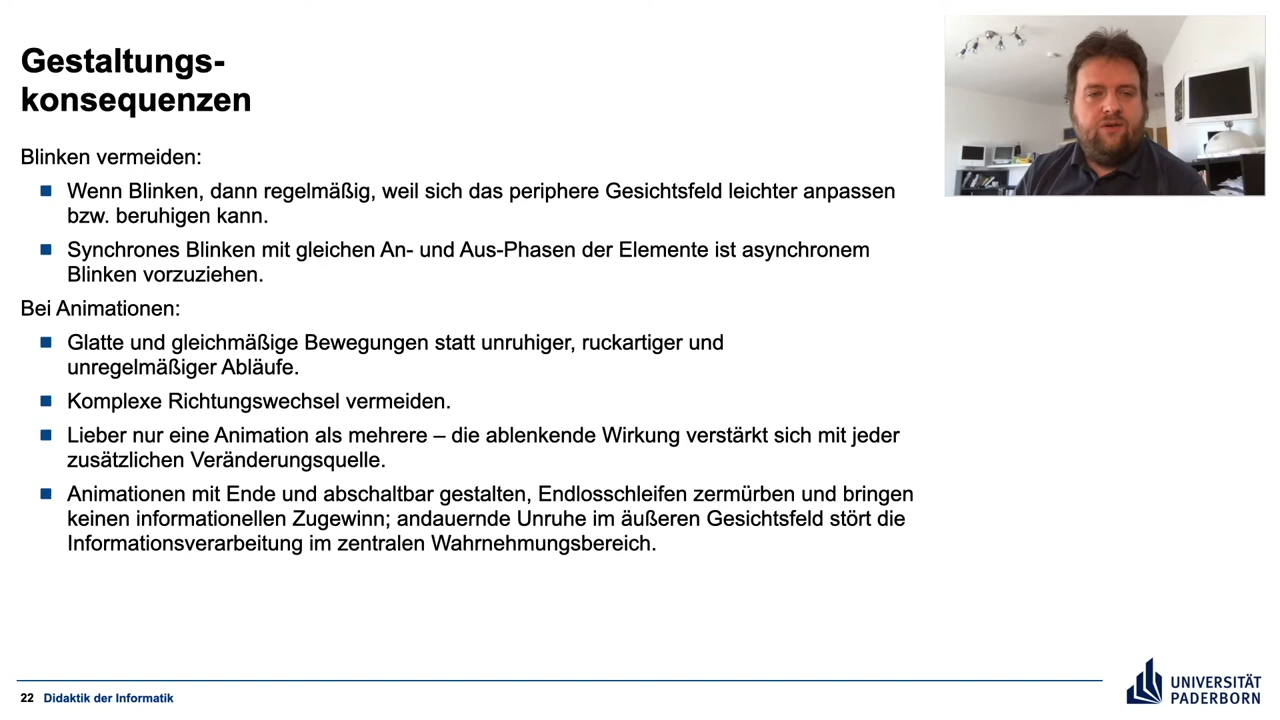 Gestaltungs-
konsequenzen
Blinken vermeiden:
Wenn Blinken, dann regelmäßig, weil sich das periphere Gesichtsfeld leichter anpassen
bzw. beruhigen kann.
Synchrones Blinken mit gleichen An- und Aus-Phasen der Elemente ist asynchronem
Blinken vorzuziehen.
Bei Animationen:
Glatte und gleichmäßige Bewegungen statt unruhiger, ruckartiger und
unregelmäßiger Abläufe.
Komplexe Richtungswechsel vermeiden.
Lieber nur eine Animation als mehrere – die ablenkende Wirkung verstärkt sich mit jeder
zusätzlichen Veränderungsquelle.
Animationen mit Ende und abschaltbar gestalten, Endlosschleifen zermürben und bringen
keinen informationellen Zugewinn; andauernde Unruhe im äußeren Gesichtsfeld stört die
Informationsverarbeitung im zentralen Wahrnehmungsbereich.
22 Didaktik der Informatik
UNIVERSITÄT
PADERBORN